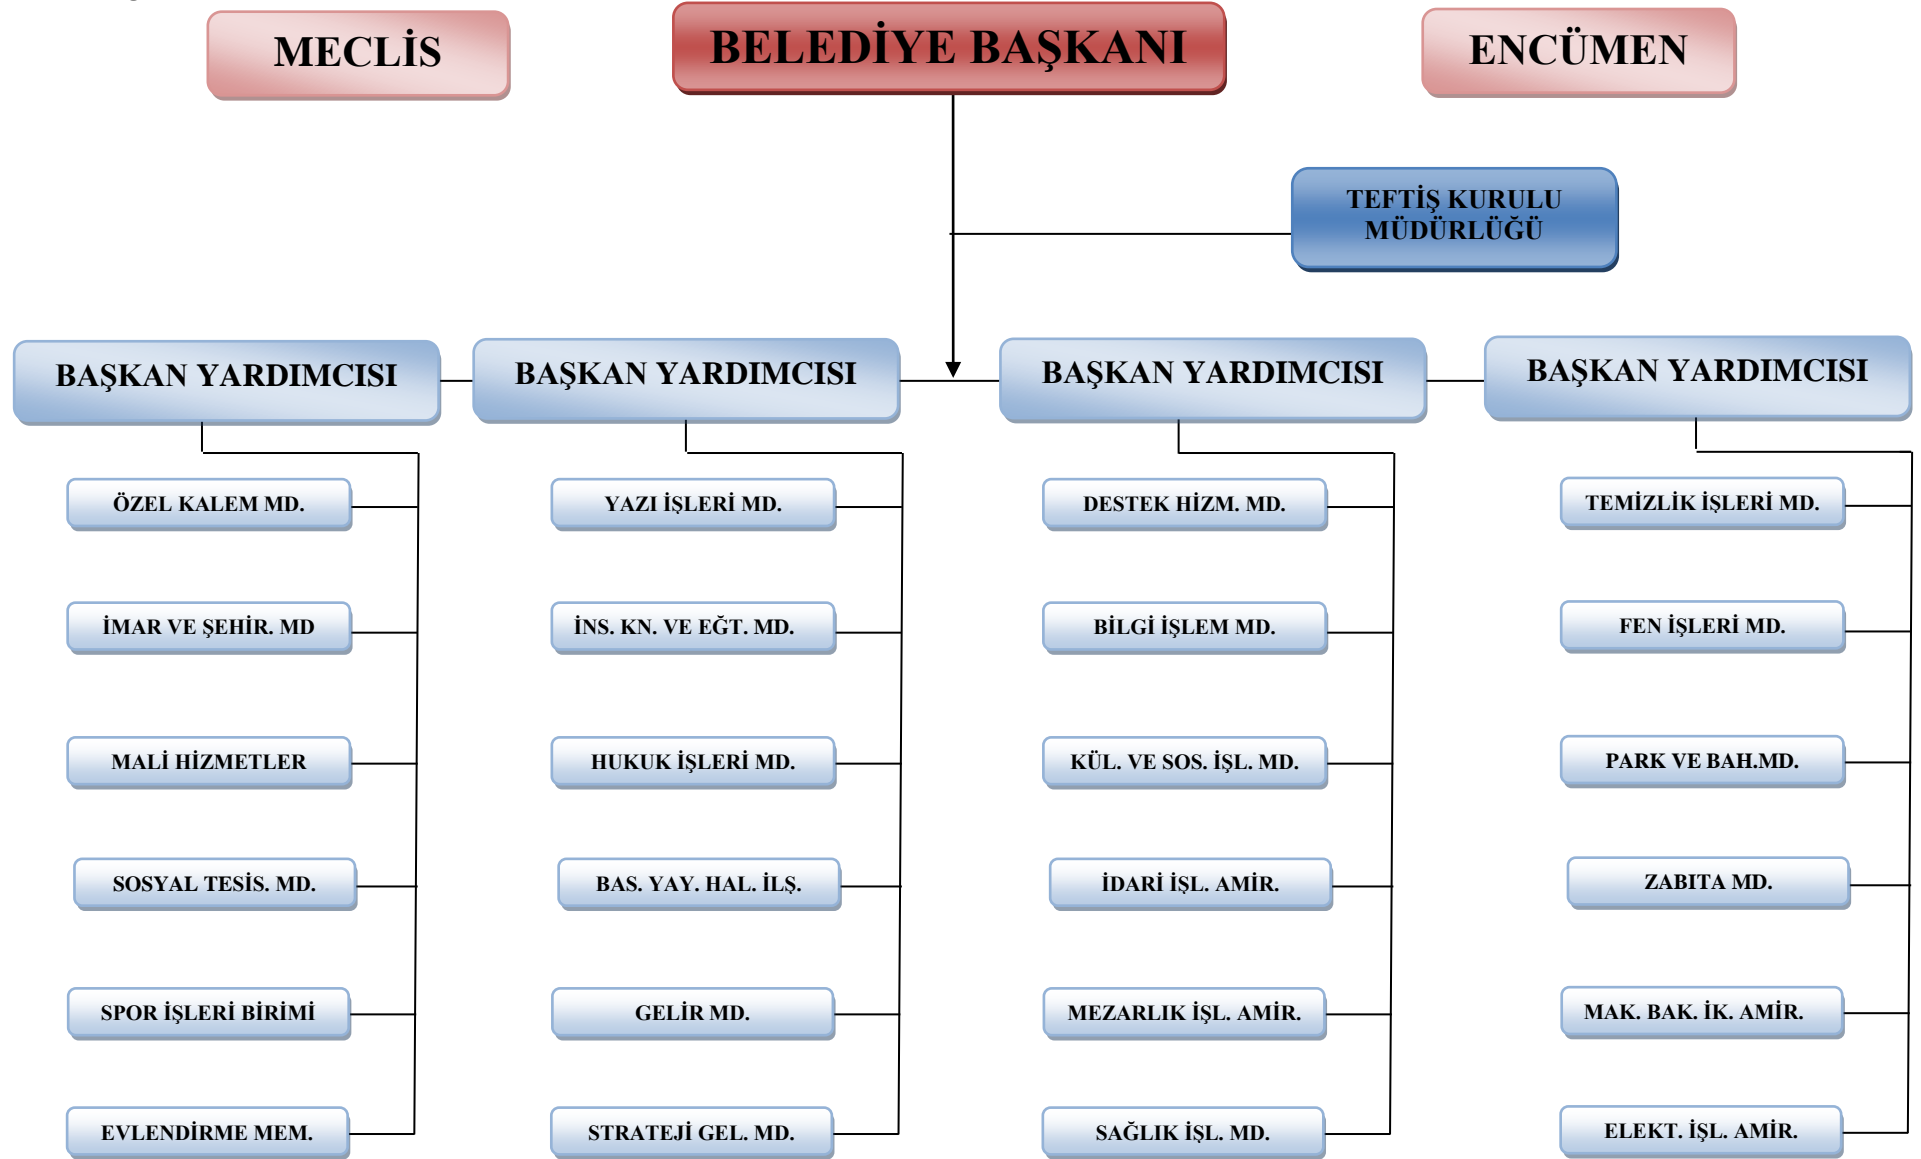 MECLİS
BELEDİYE BAŞKANI
ENCÜMEN
TEFTİŞ KURULU
MÜDÜRLÜĞÜ
BAŞKAN YARDIMCISI
BAŞKAN YARDIMCISI
BAŞKAN YARDIMCISI
BAŞKAN YARDIMCISI
ÖZEL KALEM MD.
YAZI İŞLERİ MD.
DESTEK HİZM. MD.
TEMİZLİK İŞLERİ MD.
İMAR VE ŞEHİR. MD
İNS. KN. VE EĞT. MD.
BİLGİ İŞLEM MD.
FEN İŞLERİ MD.
MALİ HİZMETLER
HUKUK İŞLERİ MD.
KÜL. VE SOS. İŞL. MD.
PARK VE BAH.MD.
SOSYAL TESİS. MD.
BAS. YAY. HAL. İLŞ.
İDARİ İŞL. AMİR.
ZABITA MD.
SPOR İŞLERİ BİRİMİ
GELİR MD.
MEZARLIK İŞL. AMİR.
MAK. BAK. İK. AMİR.
EVLENDİRME MEM.
STRATEJİ GEL. MD.
SAĞLIK İŞL. MD.
ELEKT. İŞL. AMİR.